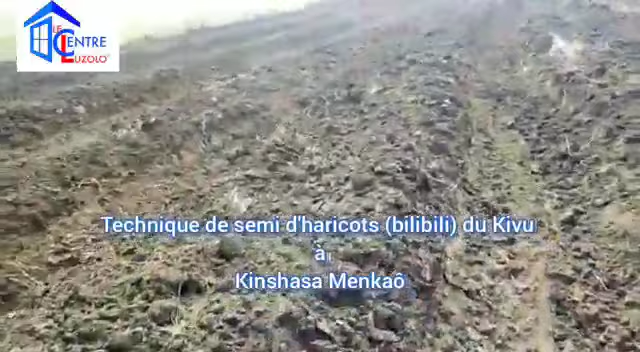 LE
CENTRE
LUZOLO
Technique de semi d'haricots (bilibili) du Kivu
à
Kinshasa Menkaô